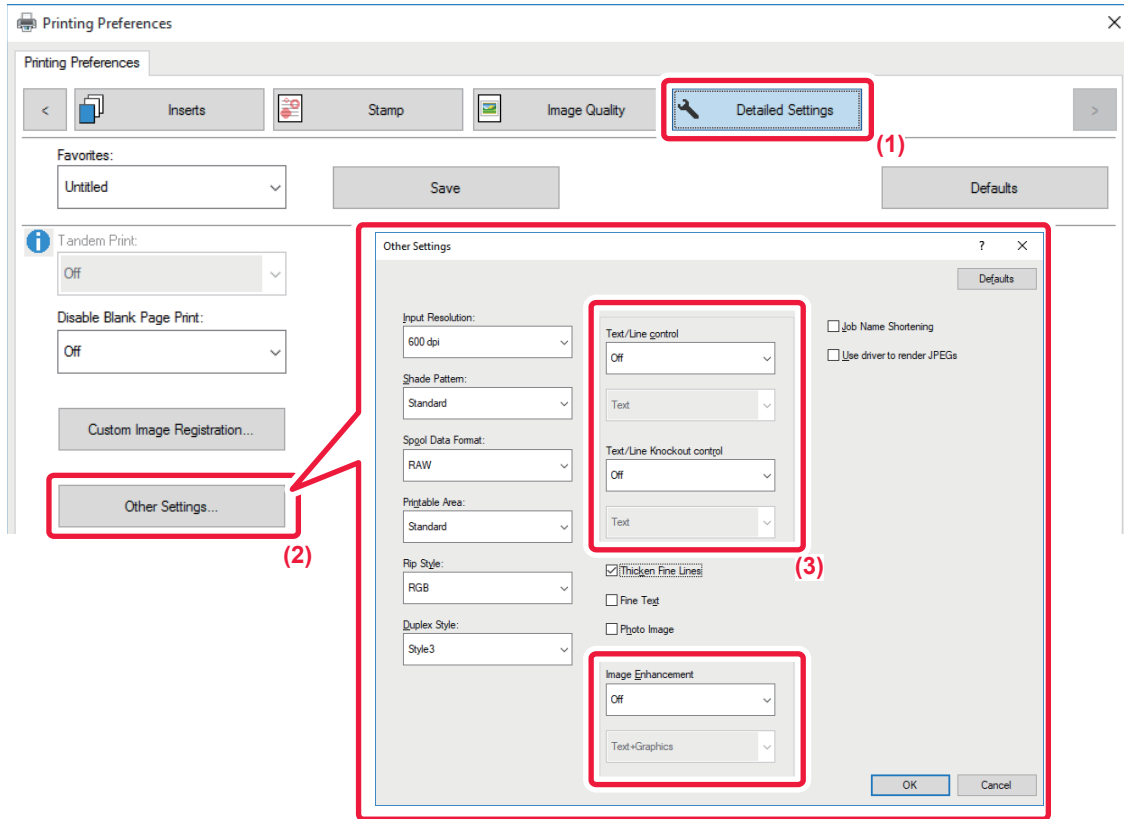 Printing Preferences
Printing Preferences
<
Inserts
Stamp
Image Quality
Detailed Settings
>
(1)
Favorites:
Untitled
Save
Defaults
Tandem Print:
Off
Disable Blank Page Print:
Off
Custom Image Registration...
Other Settings...
(2)
Other Settings
?
Defaults
Input Resolution:
600 dpi
Shade Pattern:
Standard
Spool Data Format:
RAW
Printable Area:
Standard
Rip Style:
RGB
Duplex Style:
Style3
Text/Line control
Off
Text
Text/Line Knockout control
Off
Text
(3)
Thicken Fine Lines
Fine Text
Photo Image
Image Enhancement
Off
Text+Graphics
Job Name Shortening
Use driver to render JPEGs
OK
Cancel